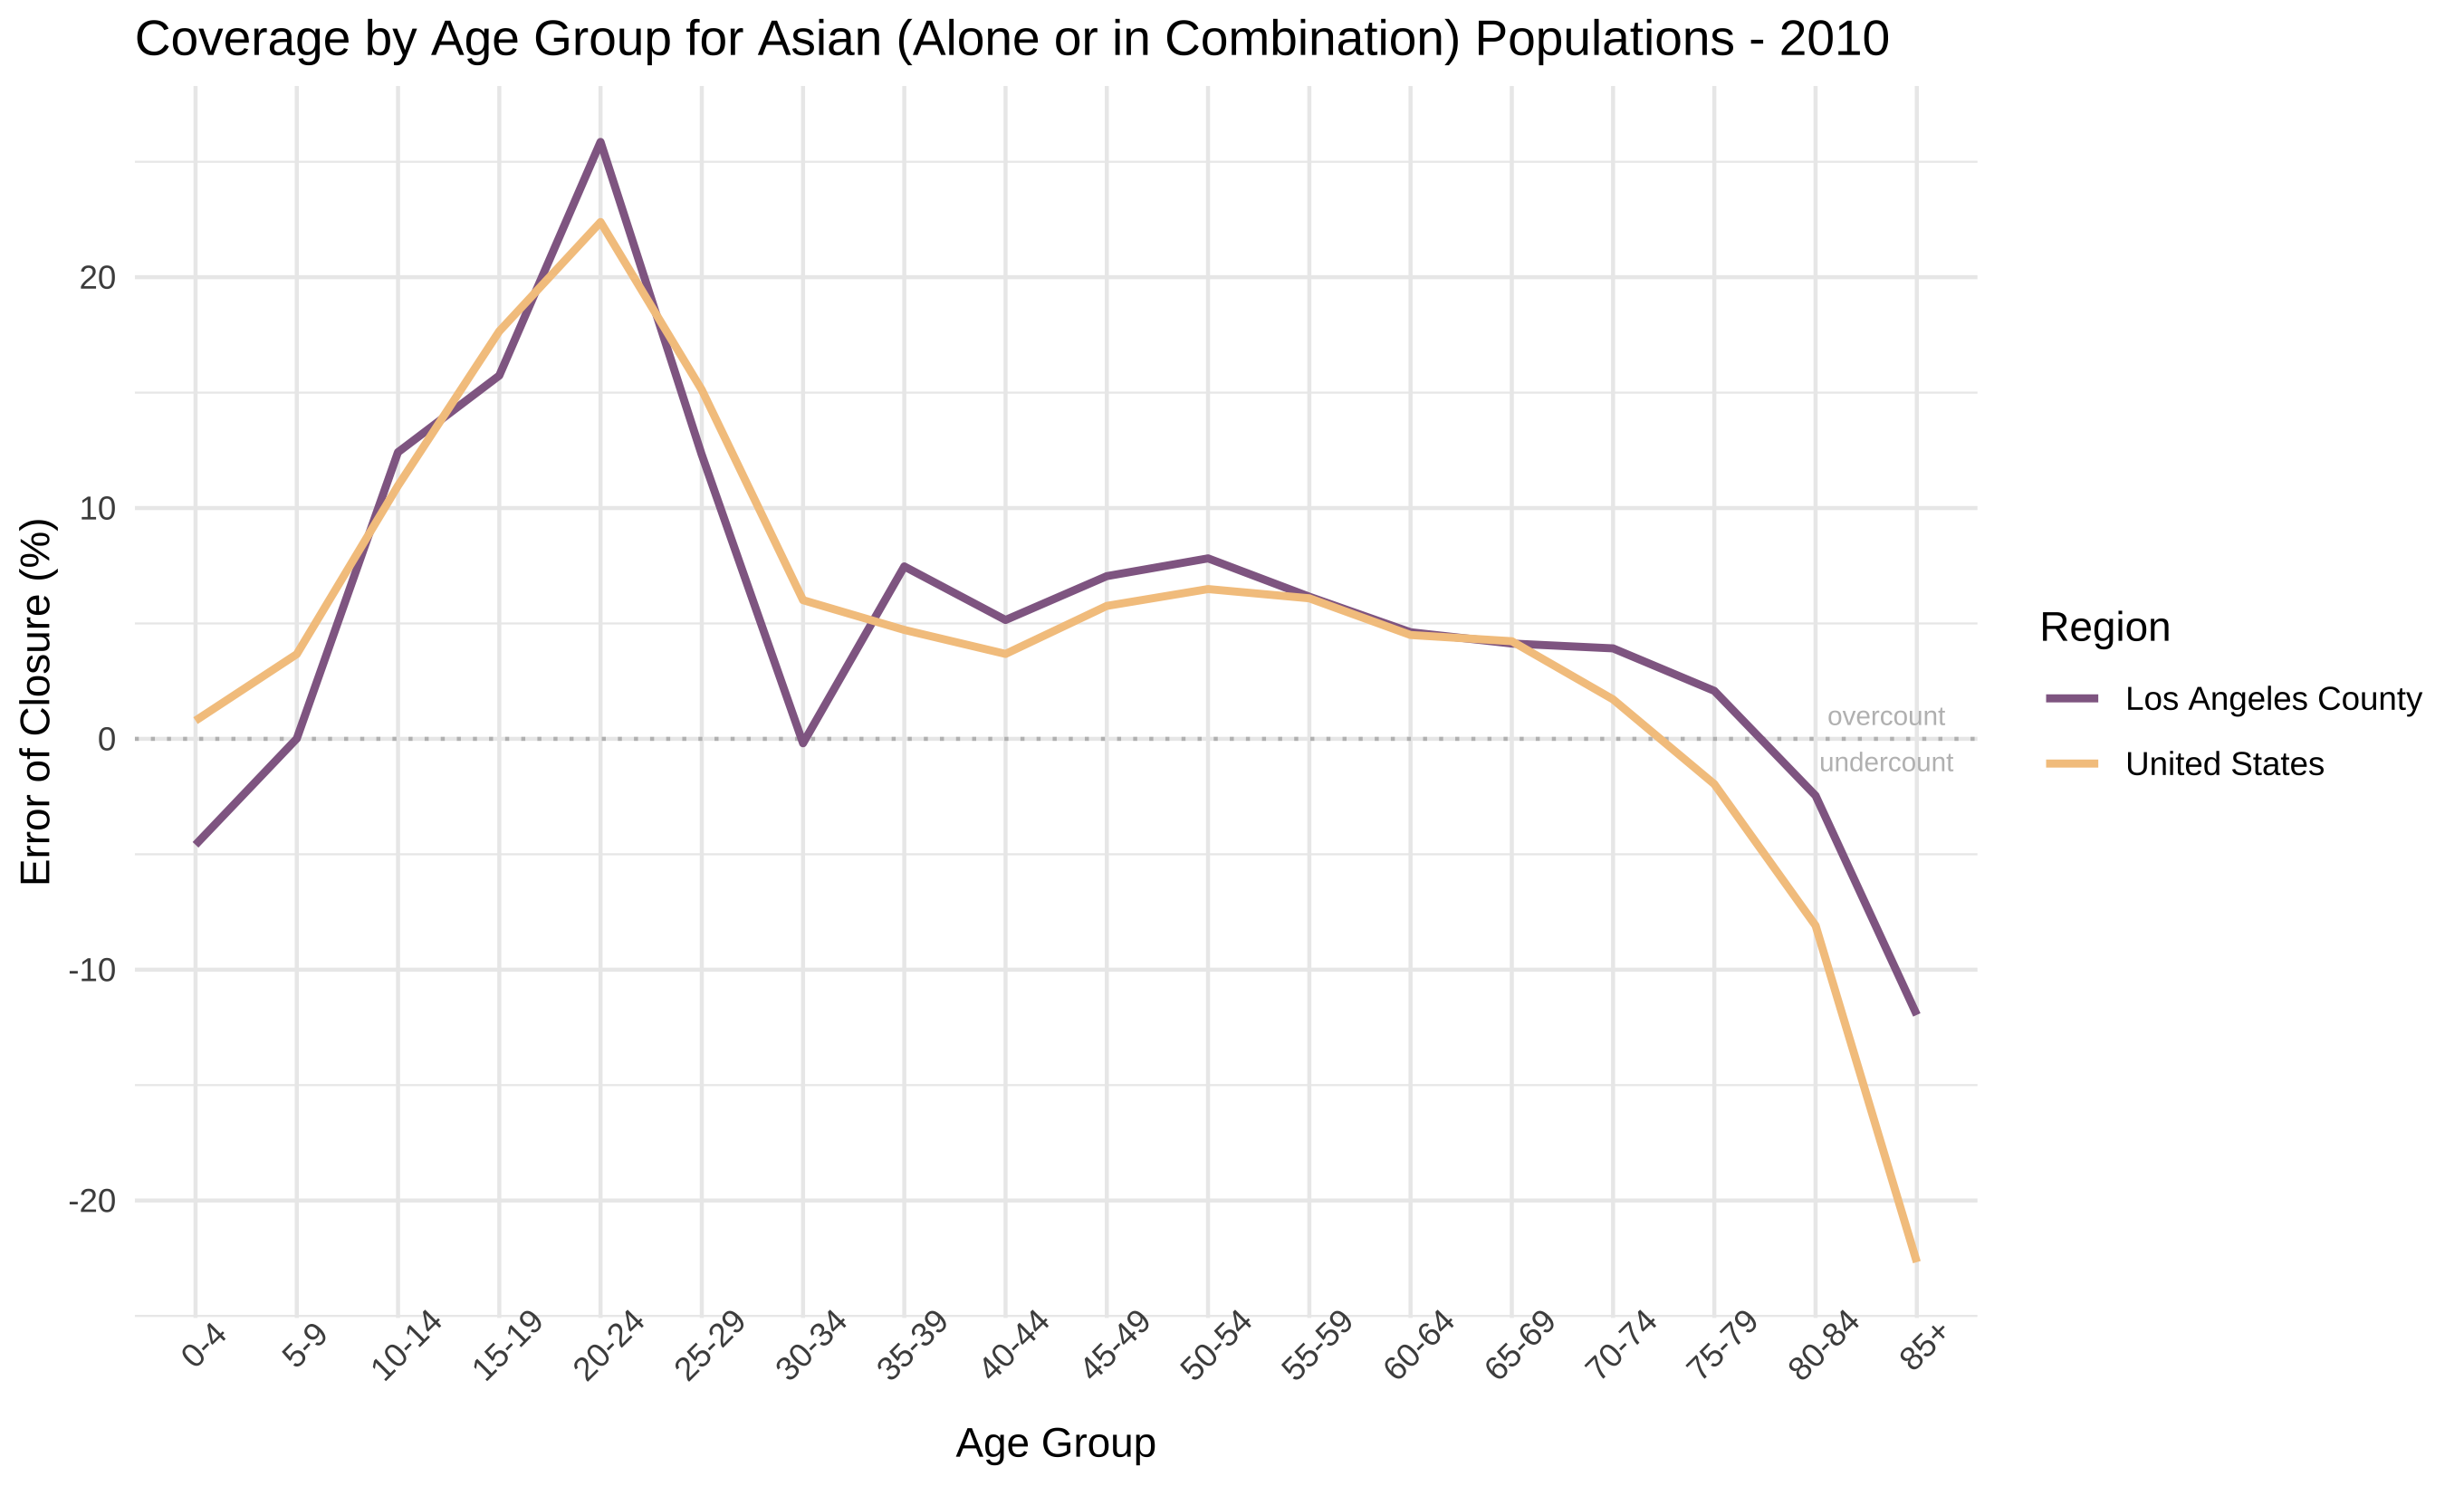 Coverage by Age Group for Asian (Alone or in Combination) Populations - 2010
Error of Closure (%)
20
10
0
-10
-20
overcount
undercount
0-4
5-9
10-14
15-19
20-24
25-29
30-34
35-39
40-44
45-49
50-54
55-59
60-64
65-69
70-74
75-79
80-84
85+
Age Group
Region
Los Angeles County
United States